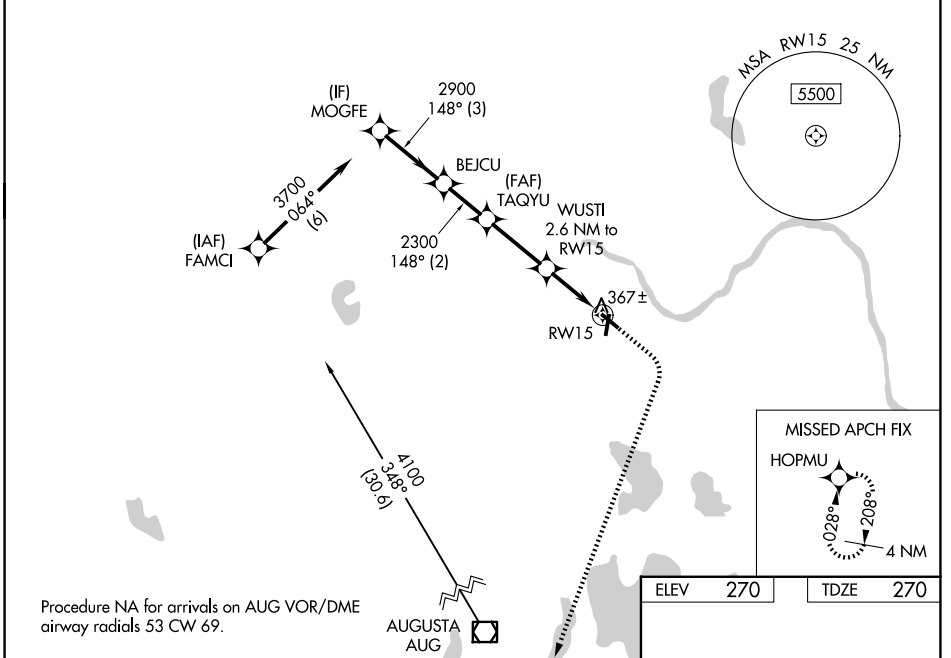 MSA RW15 25 NM
5500
(IF)
MOGFE
2900
148° (3)
BEJCU
(FAF)
TAQYU
3700
064°
(6)
WUSTI
2.6 NM to
RW15
(IAF)
FAMCI
2300
148° (2)
367±
RW15
4100
348°
(30.6)
MISSED APCH FIX
HOPMU
028°
208°
4 NM
Procedure NA for arrivals on AUG VOR/DME
airway radials 53 CW 69.
AUGUSTA
AUG
ELEV 270
TDZE 270